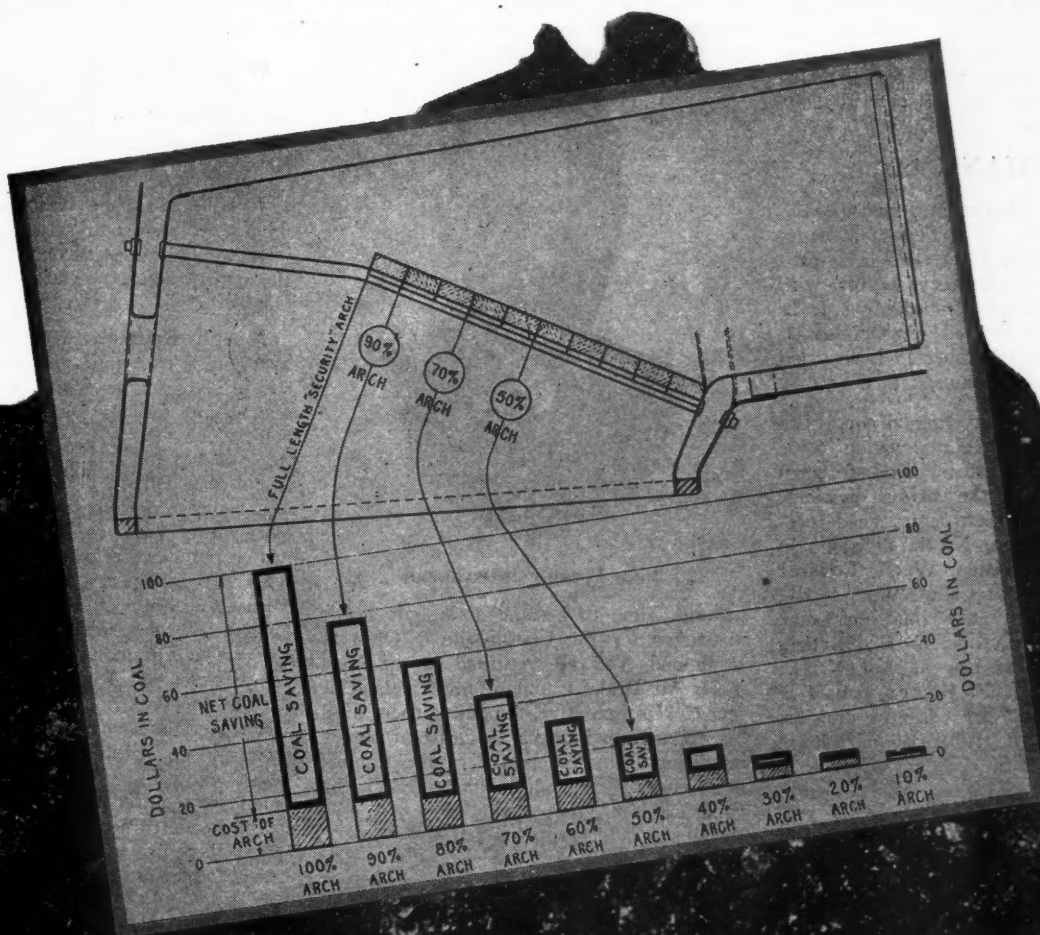 FULL LENGTH "SECURITY" ARCH
90%
ARCH
70%
ARCH
50%
ARCH
100
80
60
40
20
0
DOLLARS IN COAL
100
80
60
40
20
0
DOLLARS IN COAL
NET COAL
SAVING
COST OF
ARCH
COAL SAVING
COAL SAVING
COAL SAVING
COAL
SAVING
COAL
SAVING
COAL
SAV.
100%
ARCH
90%
ARCH
80%
ARCH
70%
ARCH
60%
ARCH
50%
ARCH
40%
ARCH
30%
ARCH
20%
ARCH
10%
ARCH